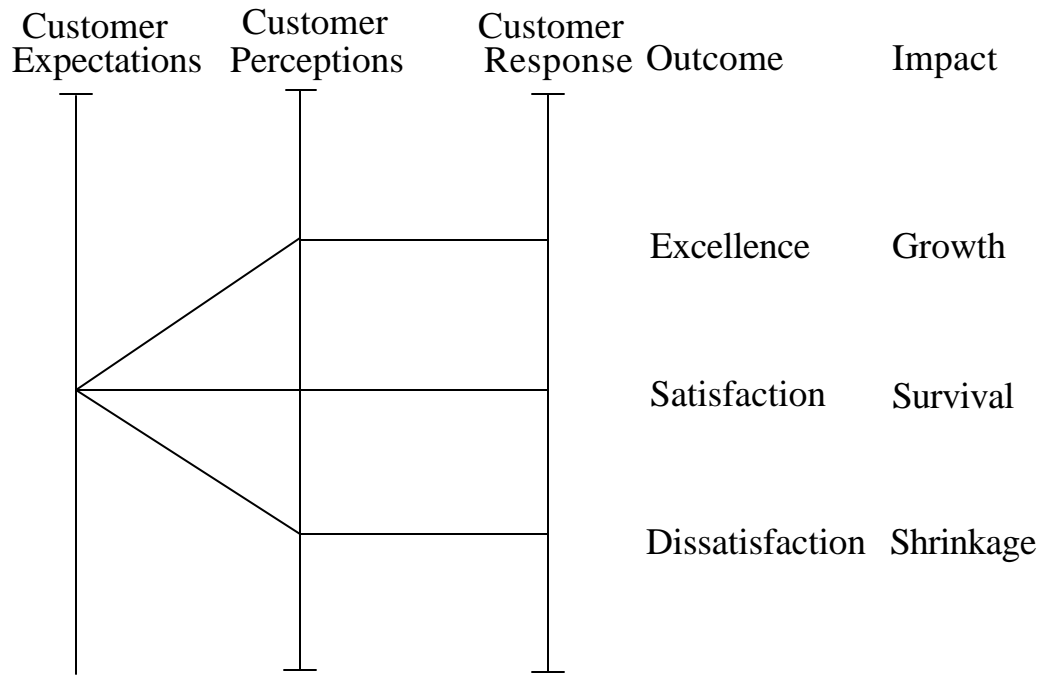 Customer
Expectations
Customer
Perceptions
Customer
Response
Outcome
Impact
Excellence
Growth
Satisfaction
Survival
Dissatisfaction
Shrinkage